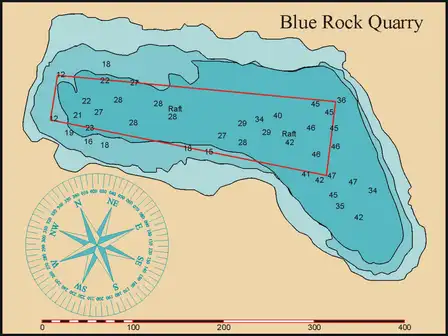 Blue Rock Quarry
18
12 22 27 45 36
22 28 28 Raft 45
21 27 28 40
34
29 46 45
12 23 28 29 Raft
19 27
16 18 28 42 46
18 15 46
41 42 47 47 34
45
35
42
N NE E SE S SW W NW
0 100 200 300 400